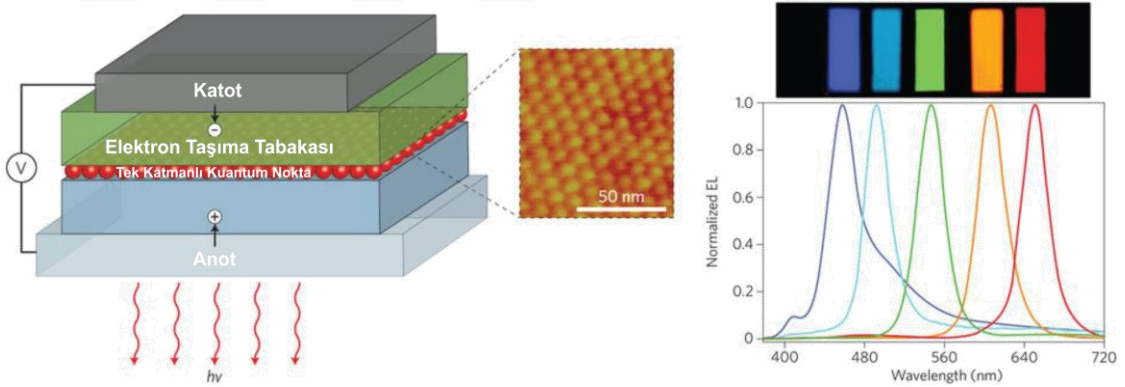 Katot
−
Elektron Taşıma Tabakası
Tek Katmanlı Kuantum Nokta
V
+
Anot
hv
50 nm
Normalized EL
1.0
0.8
0.6
0.4
0.2
0
400
480
560
640
720
Wavelength (nm)